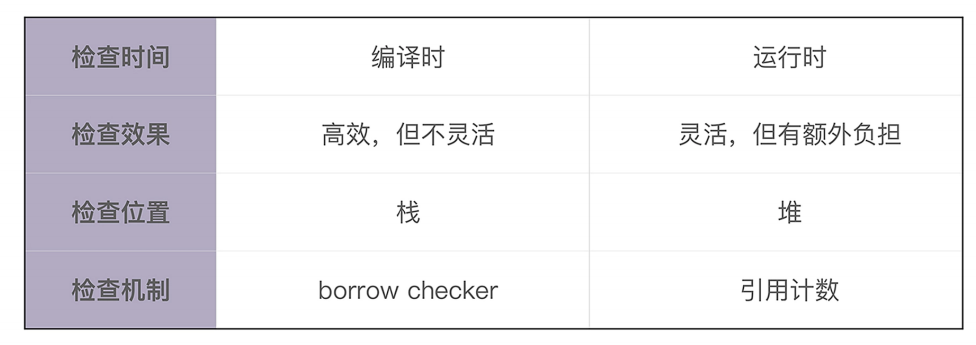 检查时间 编译时 运行时
检查效果 高效，但不灵活 灵活，但有额外负担
检查位置 栈 堆
检查机制 borrow checker 引用计数